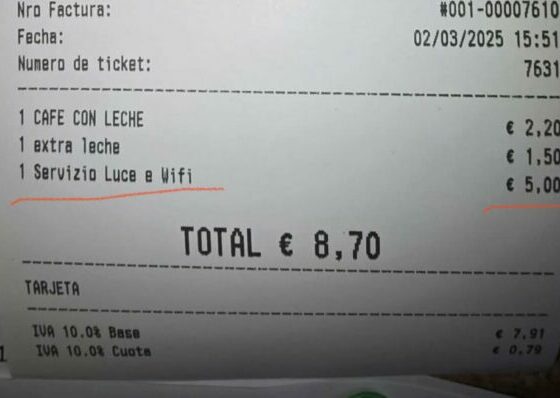 Nro Factura: #001-00007610
Fecha: 02/03/2025 15:51
Numero de ticket: 7631
1 CAFE CON LECHE € 2,20
1 extra leche € 1,50
1 Servizio Luce e Wifi € 5,00
TOTAL € 8,70
TARJETA
IVA 10.0% Base € 7,91
IVA 10.0% Cuota € 0,79
1